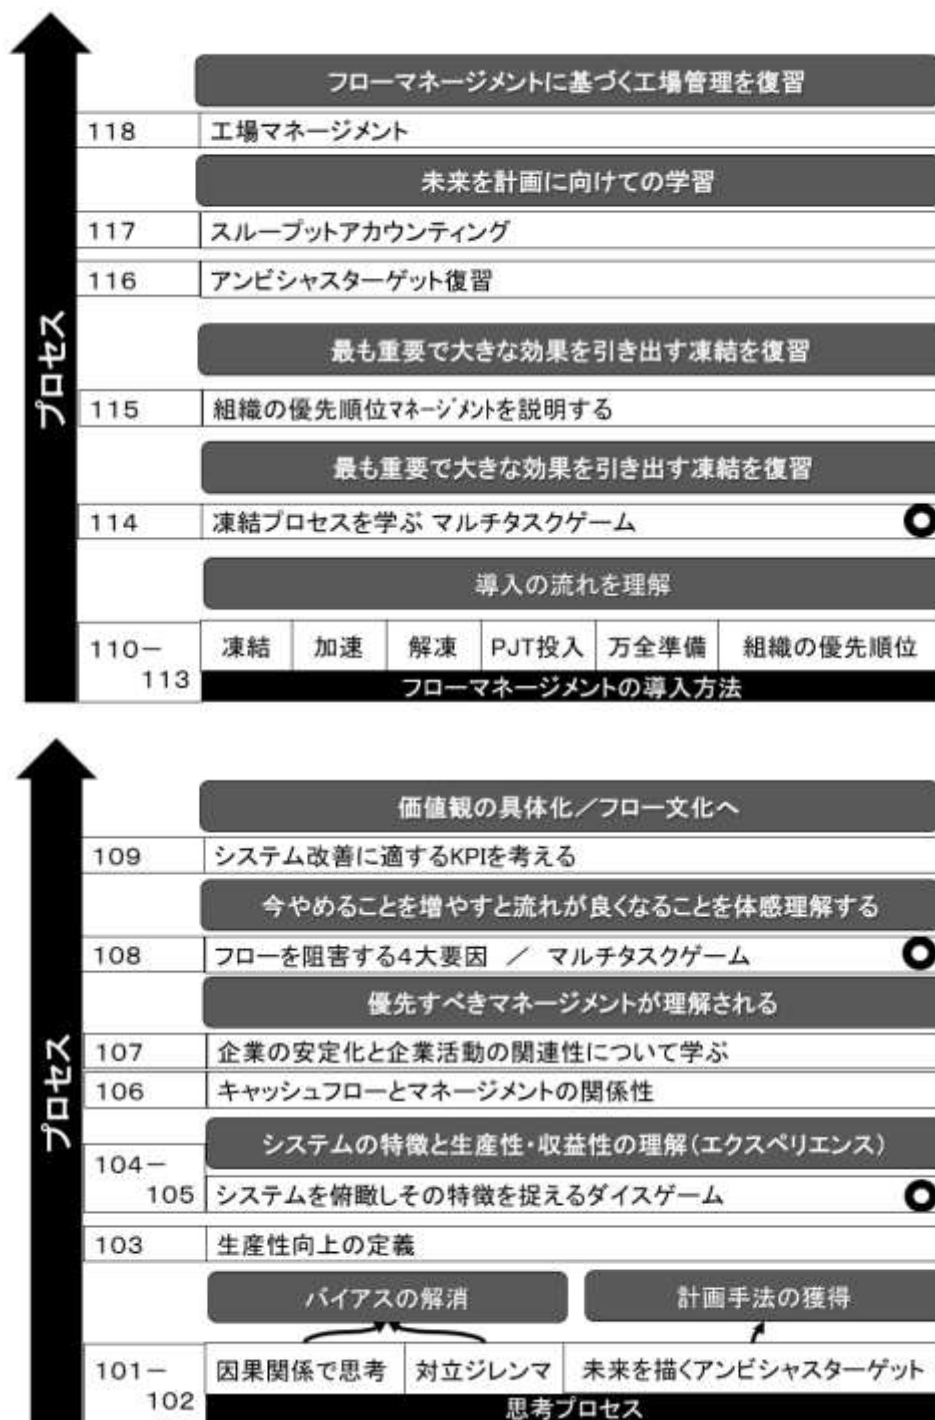 フローマネージメントに基づく工場管理を復習
118 工場マネージメント
未来を計画に向けての学習
117 スループットアカウンティング
116 アンビシャスターゲット復習
最も重要で大きな効果を引き出す凍結を復習
115 組織の優先順位マネージメントを説明する
最も重要で大きな効果を引き出す凍結を復習
114 凍結プロセスを学ぶ マルチタスクゲーム
導入の流れを理解
110−
113
凍結 加速 解凍 PJT投入 万全準備 組織の優先順位
フローマネージメントの導入方法
プロセス
価値観の具体化／フロー文化へ
109 システム改善に適するKPIを考える
今やめることを増やすと流れが良くなることを体感理解する
108 フローを阻害する4大要因 ／ マルチタスクゲーム
優先すべきマネージメントが理解される
107 企業の安定化と企業活動の関連性について学ぶ
106 キャッシュフローとマネージメントの関係性
システムの特徴と生産性・収益性の理解（エクスペリエンス）
104−
105 システムを俯瞰しその特徴を捉えるダイスゲーム
103 生産性向上の定義
バイアスの解消 計画手法の獲得
101−
102
因果関係で思考 対立ジレンマ 未来を描くアンビシャスターゲット
思考プロセス
プロセス